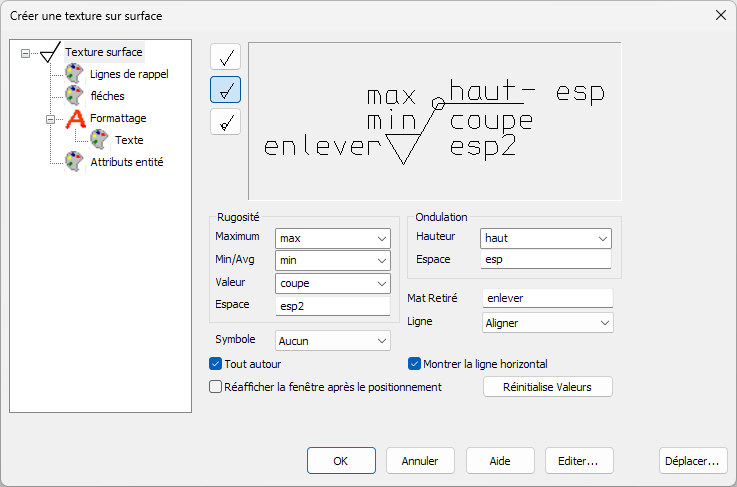 Créer une texture sur surface
Texture surface
Lignes de rappel
fléches
Formattage
Texte
Attributs entité
max haut- esp
min coupe
enlever esp2
Rugosité
Maximum max
Min/Avg min
Valeur coupe
Espace esp2
Ondulation
Hauteur haut
Espace esp
Mat Retiré enlever
Ligne Aligner
Symbole Aucun
Tout autour
Montrer la ligne horizontal
Réafficher la fenêtre après le positionnement
Réinitialise Valeurs
OK
Annuler
Aide
Editer...
Déplacer...